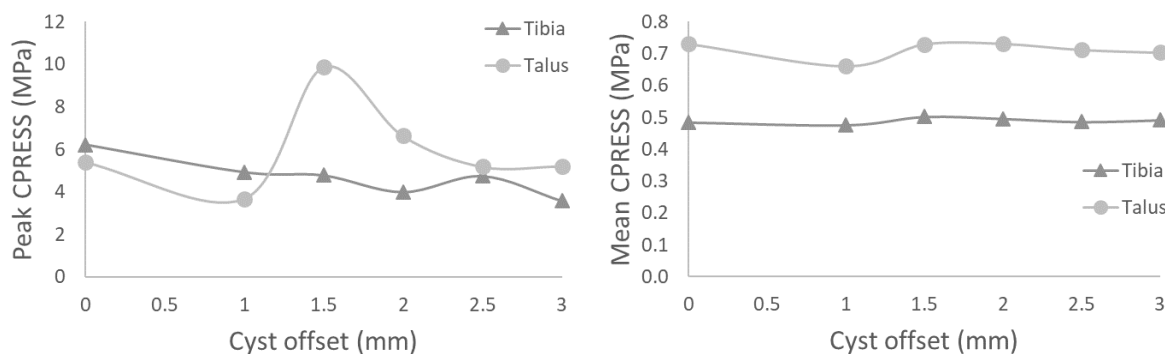 Peak CPRESS (MPa)
12
10
8
6
4
2
0
0 0.5 1 1.5 2 2.5 3
Cyst offset (mm)
Tibia
Talus
Mean CPRESS (MPa)
0.8
0.7
0.6
0.5
0.4
0.3
0.2
0.1
0.0
0 0.5 1 1.5 2 2.5 3
Cyst offset (mm)
Tibia
Talus